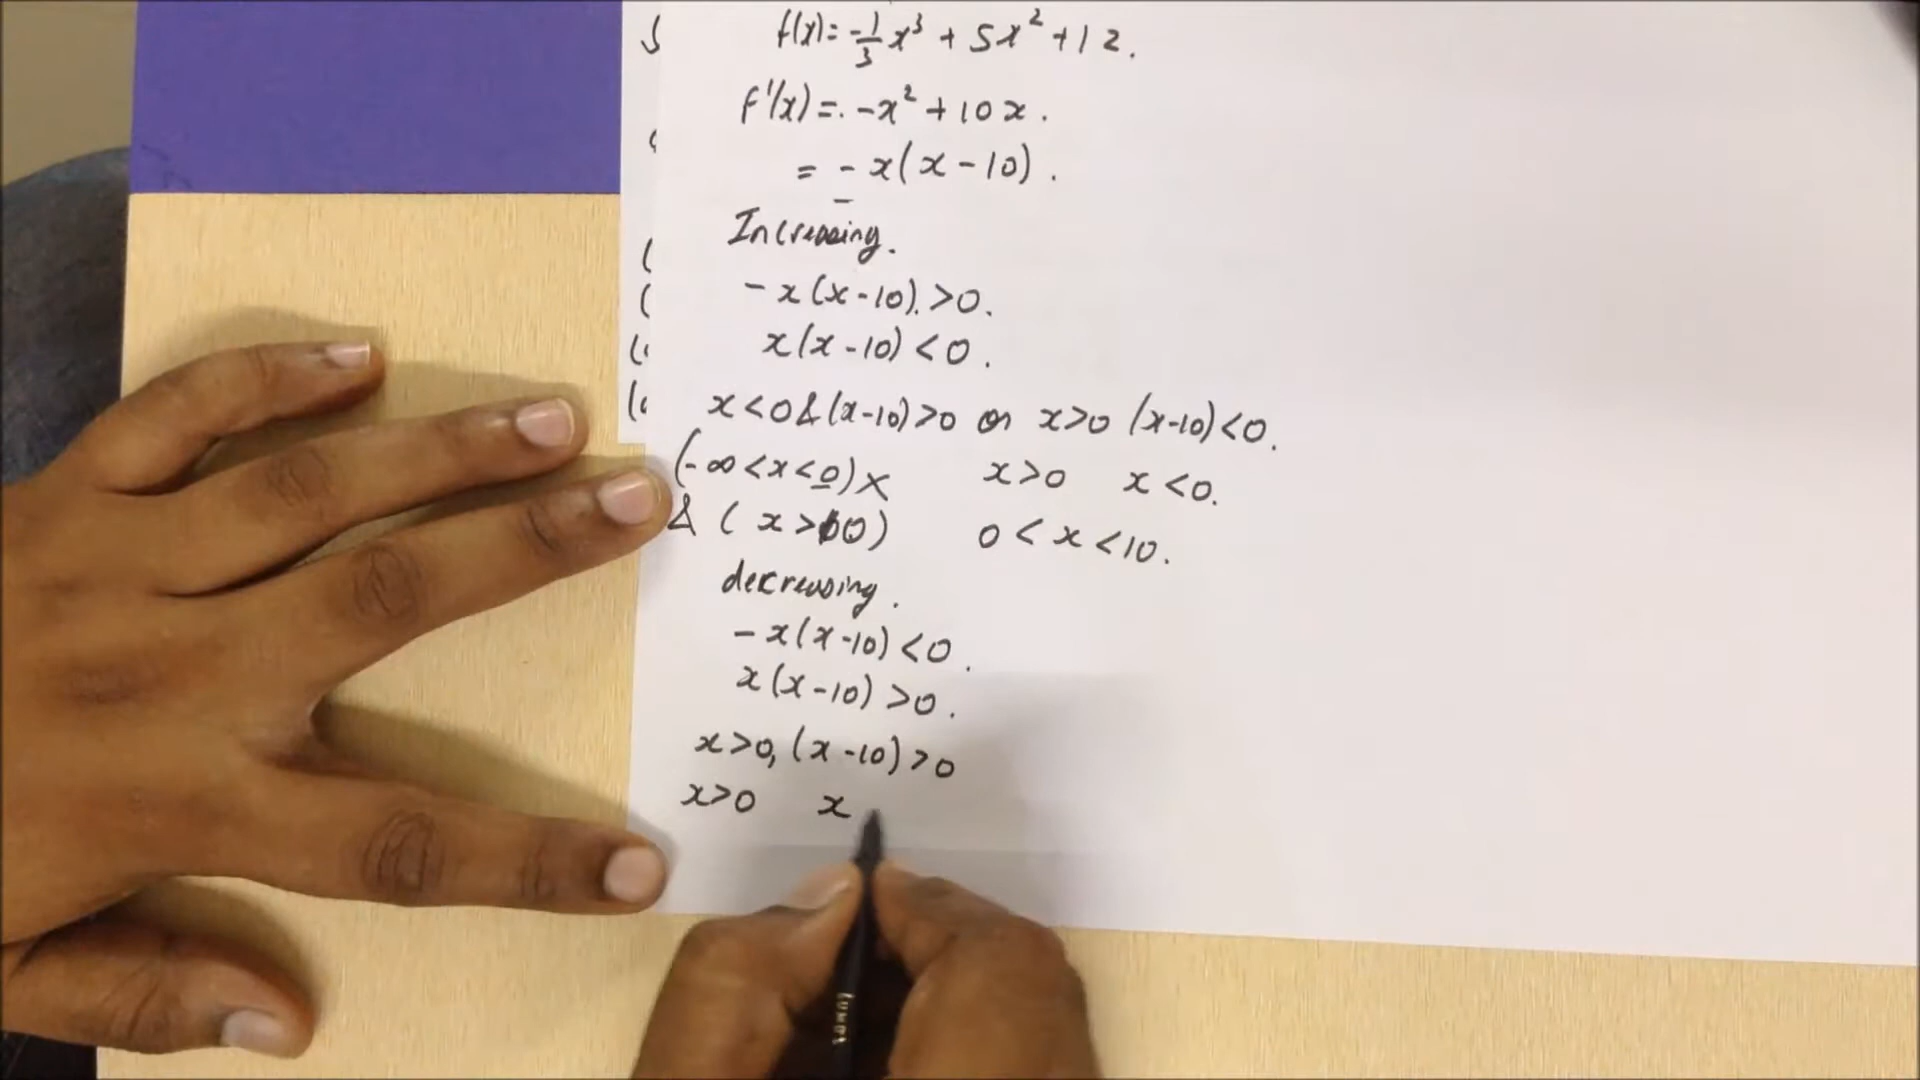 f(x) = -1/3 x³ + 5x² + 12.
f'(x) =. -x² + 10x.
= - x(x - 10).
Increasing.
- x(x-10). >0.
x(x-10) <0.
x<0 & (x-10)>0 or x>0 (x-10)<0.
(-∞<x<0) x x>0 x<0.
& ( x>10) 0 < x <10.
decreasing.
- x(x-10) <0.
x(x-10) >0.
x>0, (x-10) >0
x>0 x
LUXOR